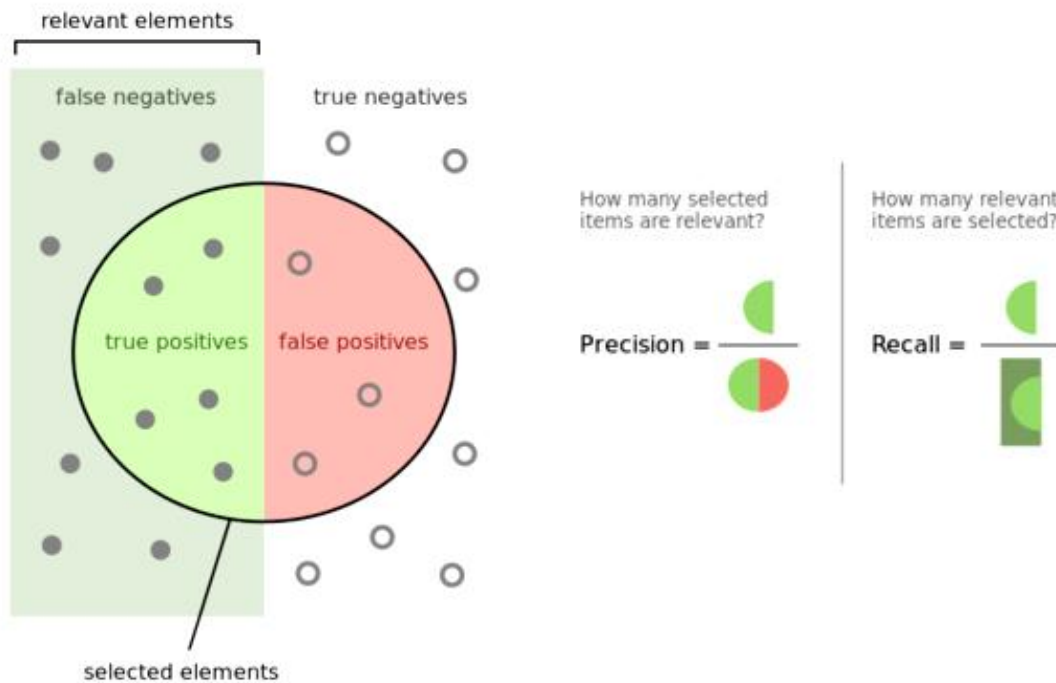 relevant elements
false negatives
true negatives
true positives
false positives
selected elements
How many selected
items are relevant?
Precision =
How many relevant
items are selected?
Recall =